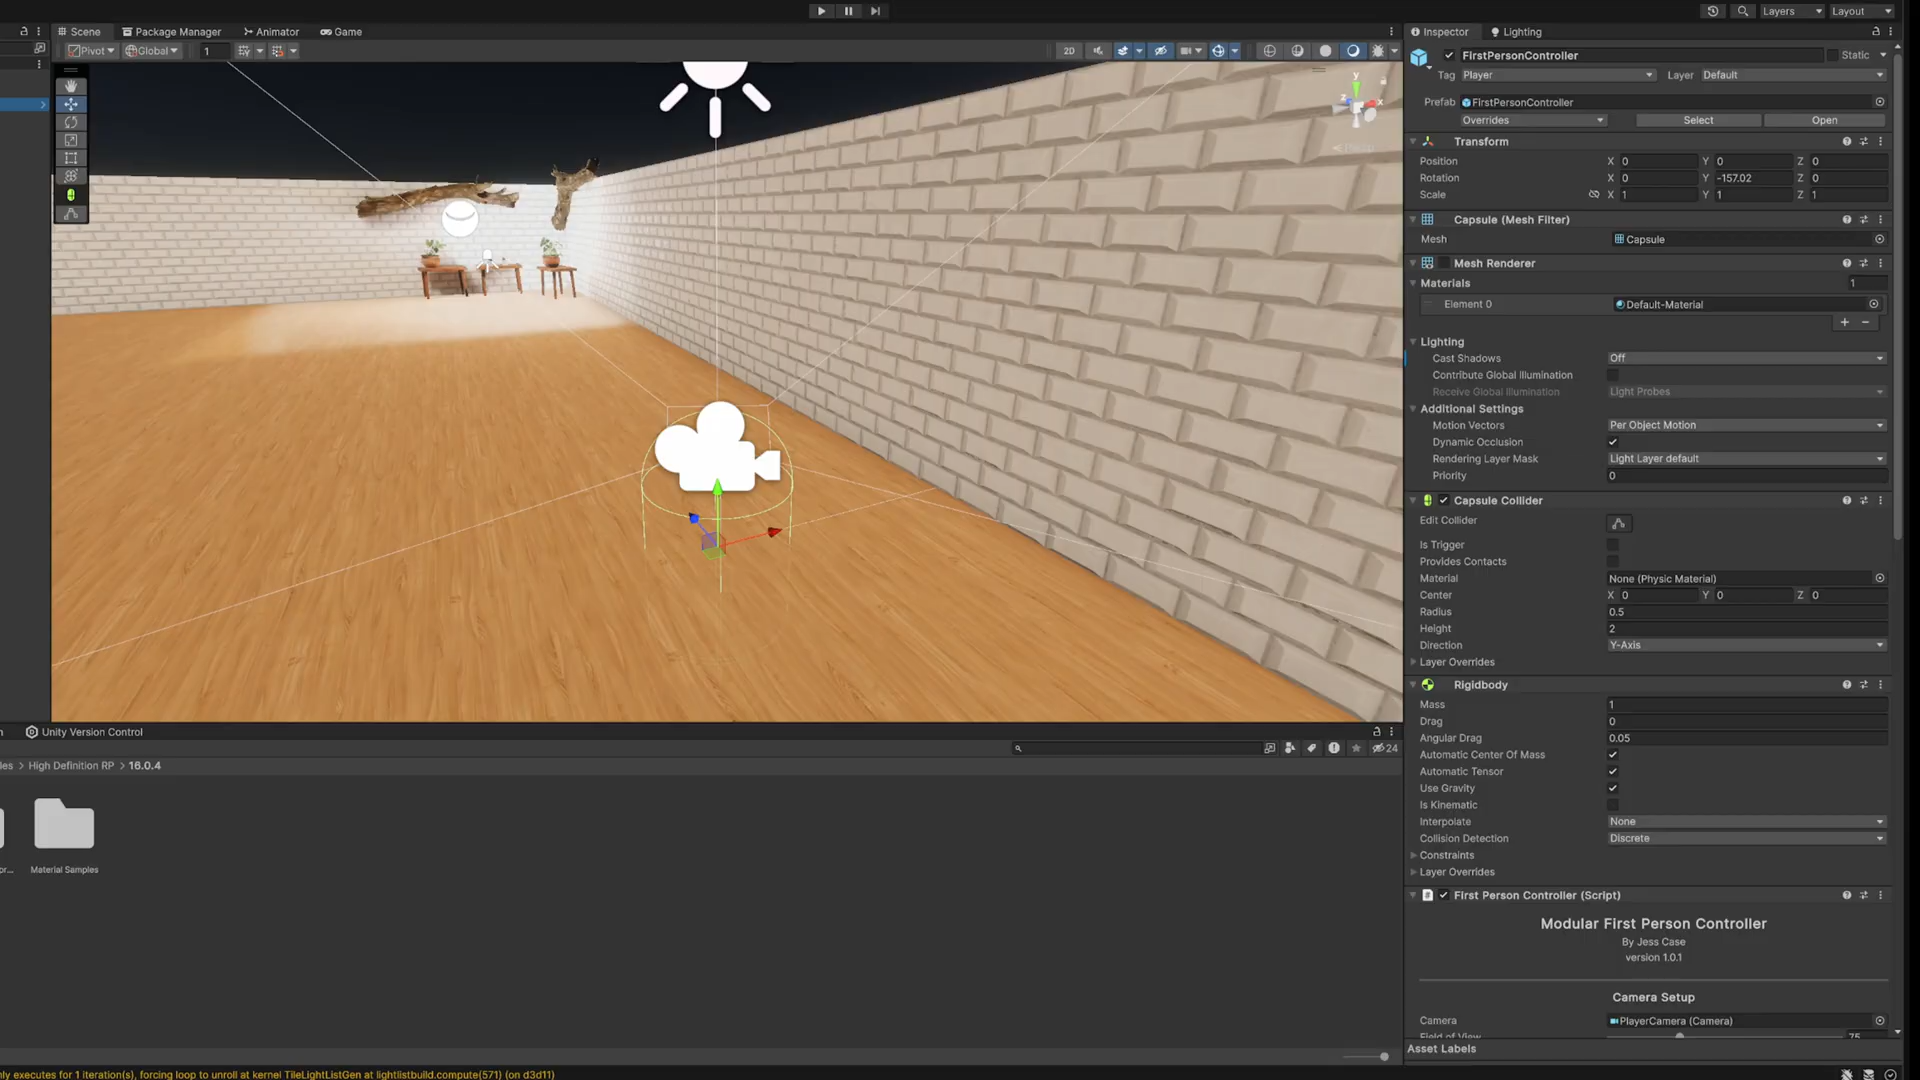 Layers
Layout
Scene
Package Manager
Animator
Game
Pivot
Global
1
2D
y
x
z
Persp
Inspector
Lighting
FirstPersonController
Static
Tag Player
Layer Default
Prefab FirstPersonController
Overrides
Select
Open
Transform
Position X 0 Y 0 Z 0
Rotation X 0 Y -157.02 Z 0
Scale X 1 Y 1 Z 1
Capsule (Mesh Filter)
Mesh Capsule
Mesh Renderer
Materials 1
Element 0 Default-Material
Lighting
Cast Shadows Off
Contribute Global Illumination
Receive Global Illumination Light Probes
Additional Settings
Motion Vectors Per Object Motion
Dynamic Occlusion
Rendering Layer Mask Light Layer default
Priority 0
Capsule Collider
Edit Collider
Is Trigger
Provides Contacts
Material None (Physic Material)
Center X 0 Y 0 Z 0
Radius 0.5
Height 2
Direction Y-Axis
Layer Overrides
Rigidbody
Mass 1
Drag 0
Angular Drag 0.05
Automatic Center Of Mass
Automatic Tensor
Use Gravity
Is Kinematic
Interpolate None
Collision Detection Discrete
Constraints
Layer Overrides
First Person Controller (Script)
Modular First Person Controller
By Jess Case
version 1.0.1
Camera Setup
Camera PlayerCamera (Camera)
Field of View 75
Asset Labels
Unity Version Control
24
les > High Definition RP > 16.0.4
or...
Material Samples
nly executes for 1 iteration(s), forcing loop to unroll at kernel TileLightListGen at lightlistbuild.compute(571) (on d3d11)